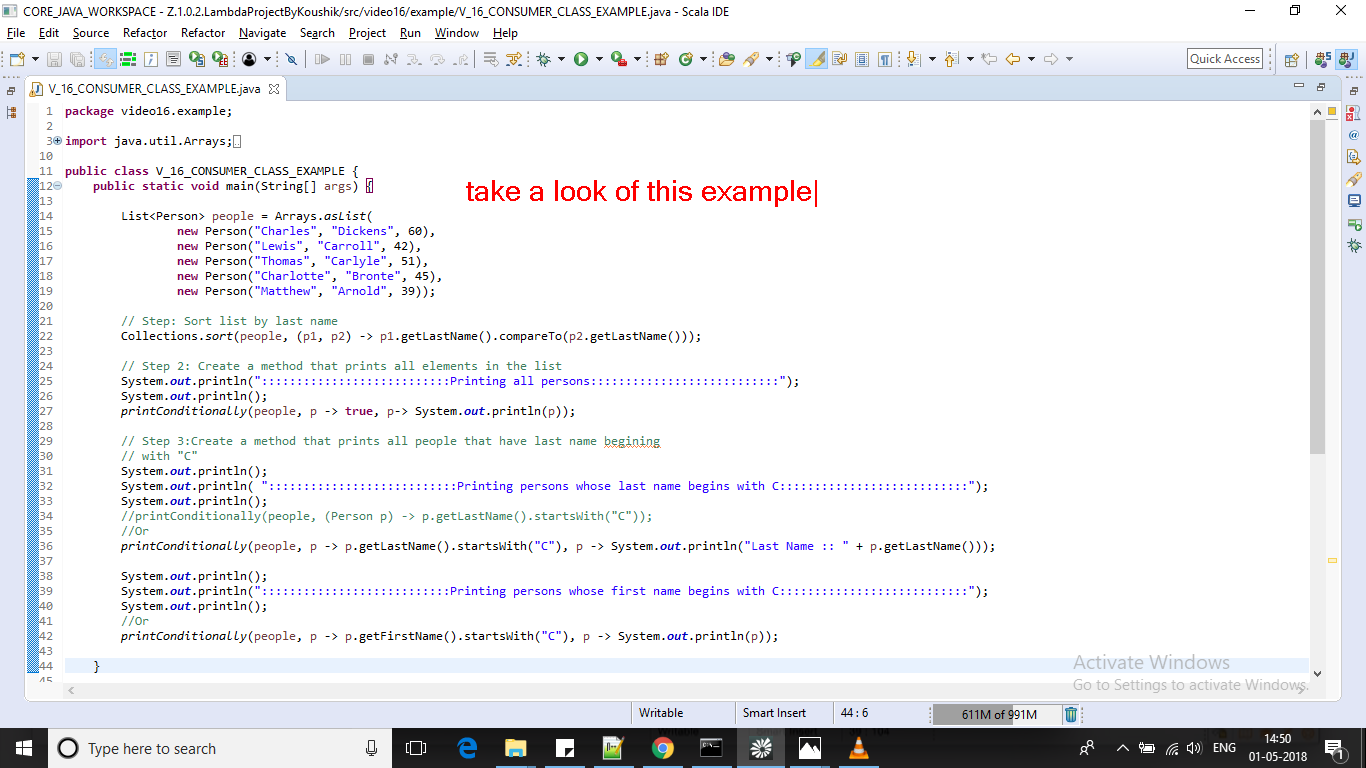 CORE_JAVA_WORKSPACE - Z.1.0.2.LambdaProjectByKoushik/src/video16/example/V_16_CONSUMER_CLASS_EXAMPLE.java - Scala IDE
File Edit Source Refactor Refactor Navigate Search Project Run Window Help
Quick Access
V_16_CONSUMER_CLASS_EXAMPLE.java
1 package video16.example;
2
3 import java.util.Arrays;
10
11 public class V_16_CONSUMER_CLASS_EXAMPLE {
12 public static void main(String[] args) {
take a look of this example
13
14 List<Person> people = Arrays.asList(
15 new Person("Charles", "Dickens", 60),
16 new Person("Lewis", "Carroll", 42),
17 new Person("Thomas", "Carlyle", 51),
18 new Person("Charlotte", "Bronte", 45),
19 new Person("Matthew", "Arnold", 39));
20
21 // Step: Sort list by last name
22 Collections.sort(people, (p1, p2) -> p1.getLastName().compareTo(p2.getLastName()));
23
24 // Step 2: Create a method that prints all elements in the list
25 System.out.println(":::::::::::::::::::::::::::Printing all persons:::::::::::::::::::::::::::");
26 System.out.println();
27 printConditionally(people, p -> true, p-> System.out.println(p));
28
29 // Step 3:Create a method that prints all people that have last name begining
30 // with "C"
31 System.out.println();
32 System.out.println( ":::::::::::::::::::::::::::Printing persons whose last name begins with C:::::::::::::::::::::::::::");
33 System.out.println();
34 //printConditionally(people, (Person p) -> p.getLastName().startsWith("C"));
35 //Or
36 printConditionally(people, p -> p.getLastName().startsWith("C"), p -> System.out.println("Last Name :: " + p.getLastName()));
37
38 System.out.println();
39 System.out.println(":::::::::::::::::::::::::::Printing persons whose first name begins with C:::::::::::::::::::::::::::");
40 System.out.println();
41 //Or
42 printConditionally(people, p -> p.getFirstName().startsWith("C"), p -> System.out.println(p));
43
44 }
45
Activate Windows
Go to Settings to activate Windows.
Writable Smart Insert 44 : 6 611M of 991M
Type here to search
ENG
14:50
01-05-2018
1